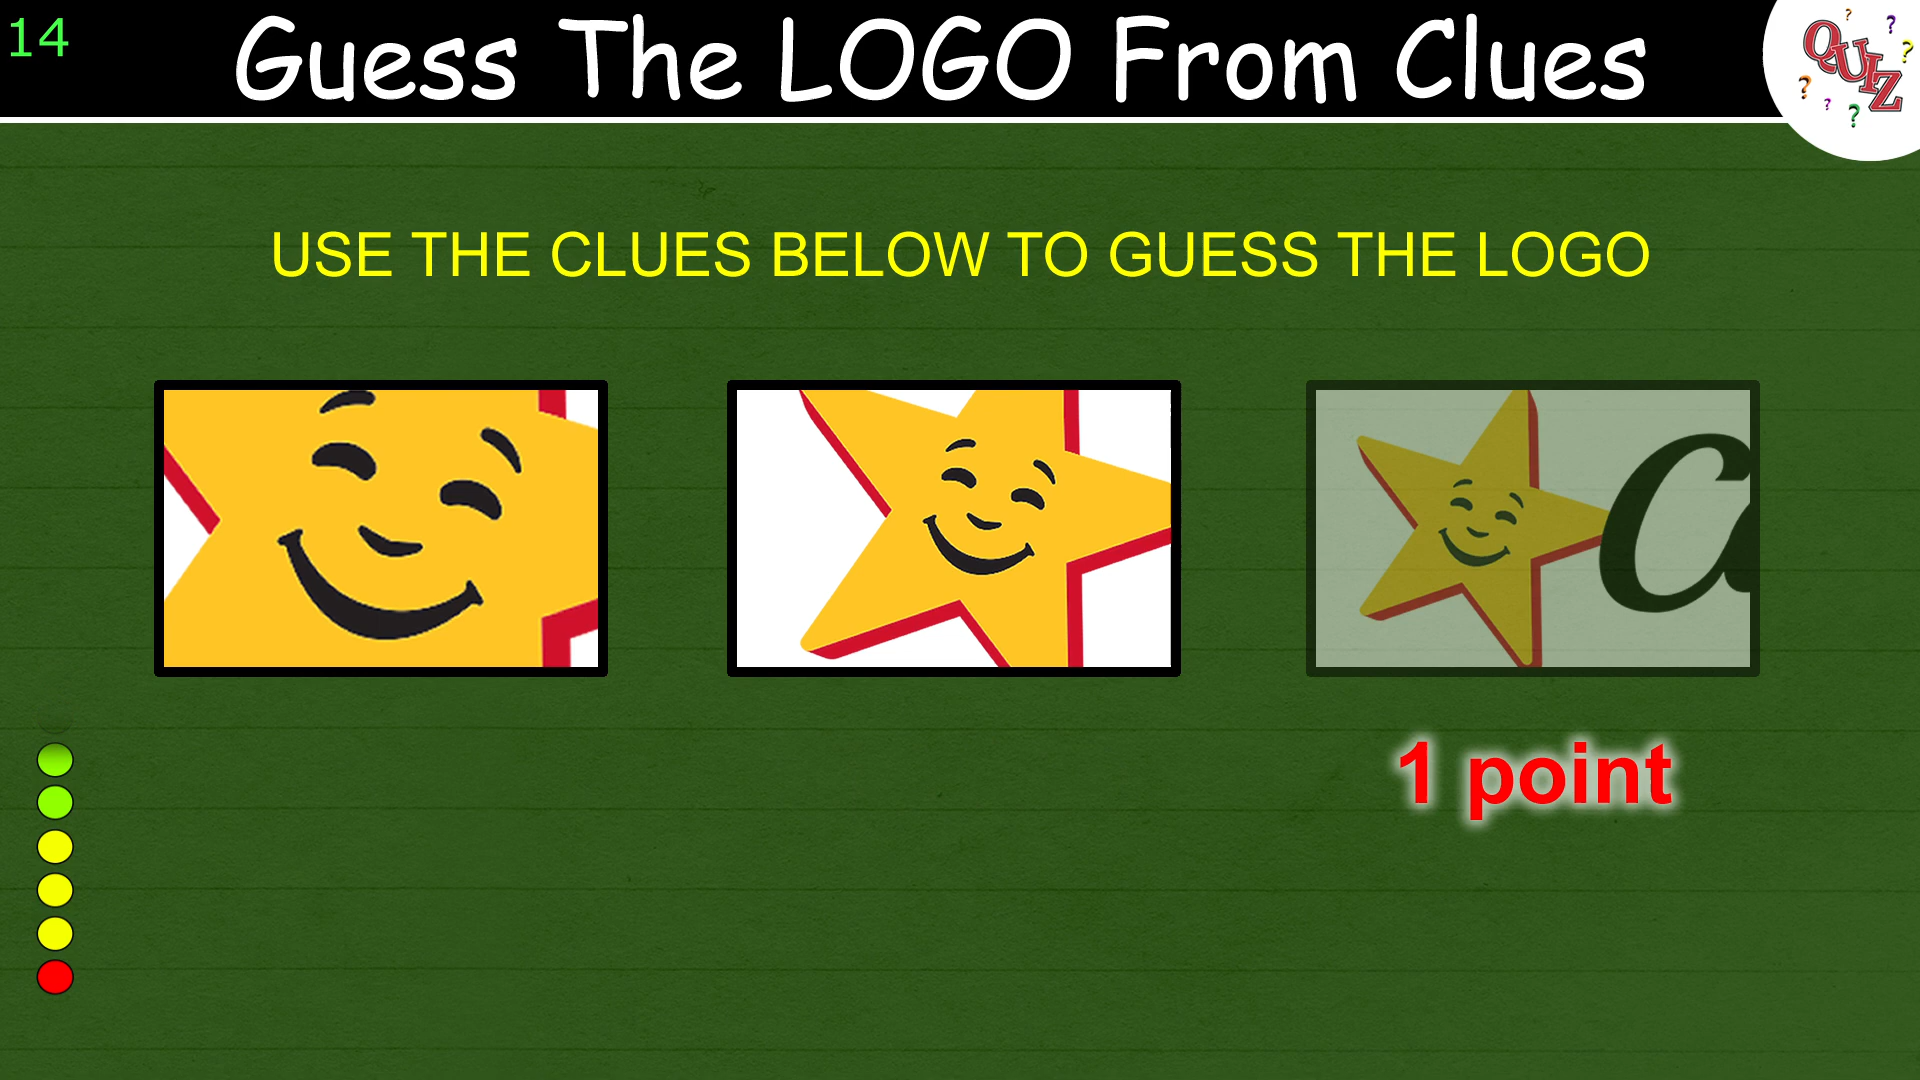 14
Guess The LOGO From Clues
QUIZ
USE THE CLUES BELOW TO GUESS THE LOGO
C
1 point